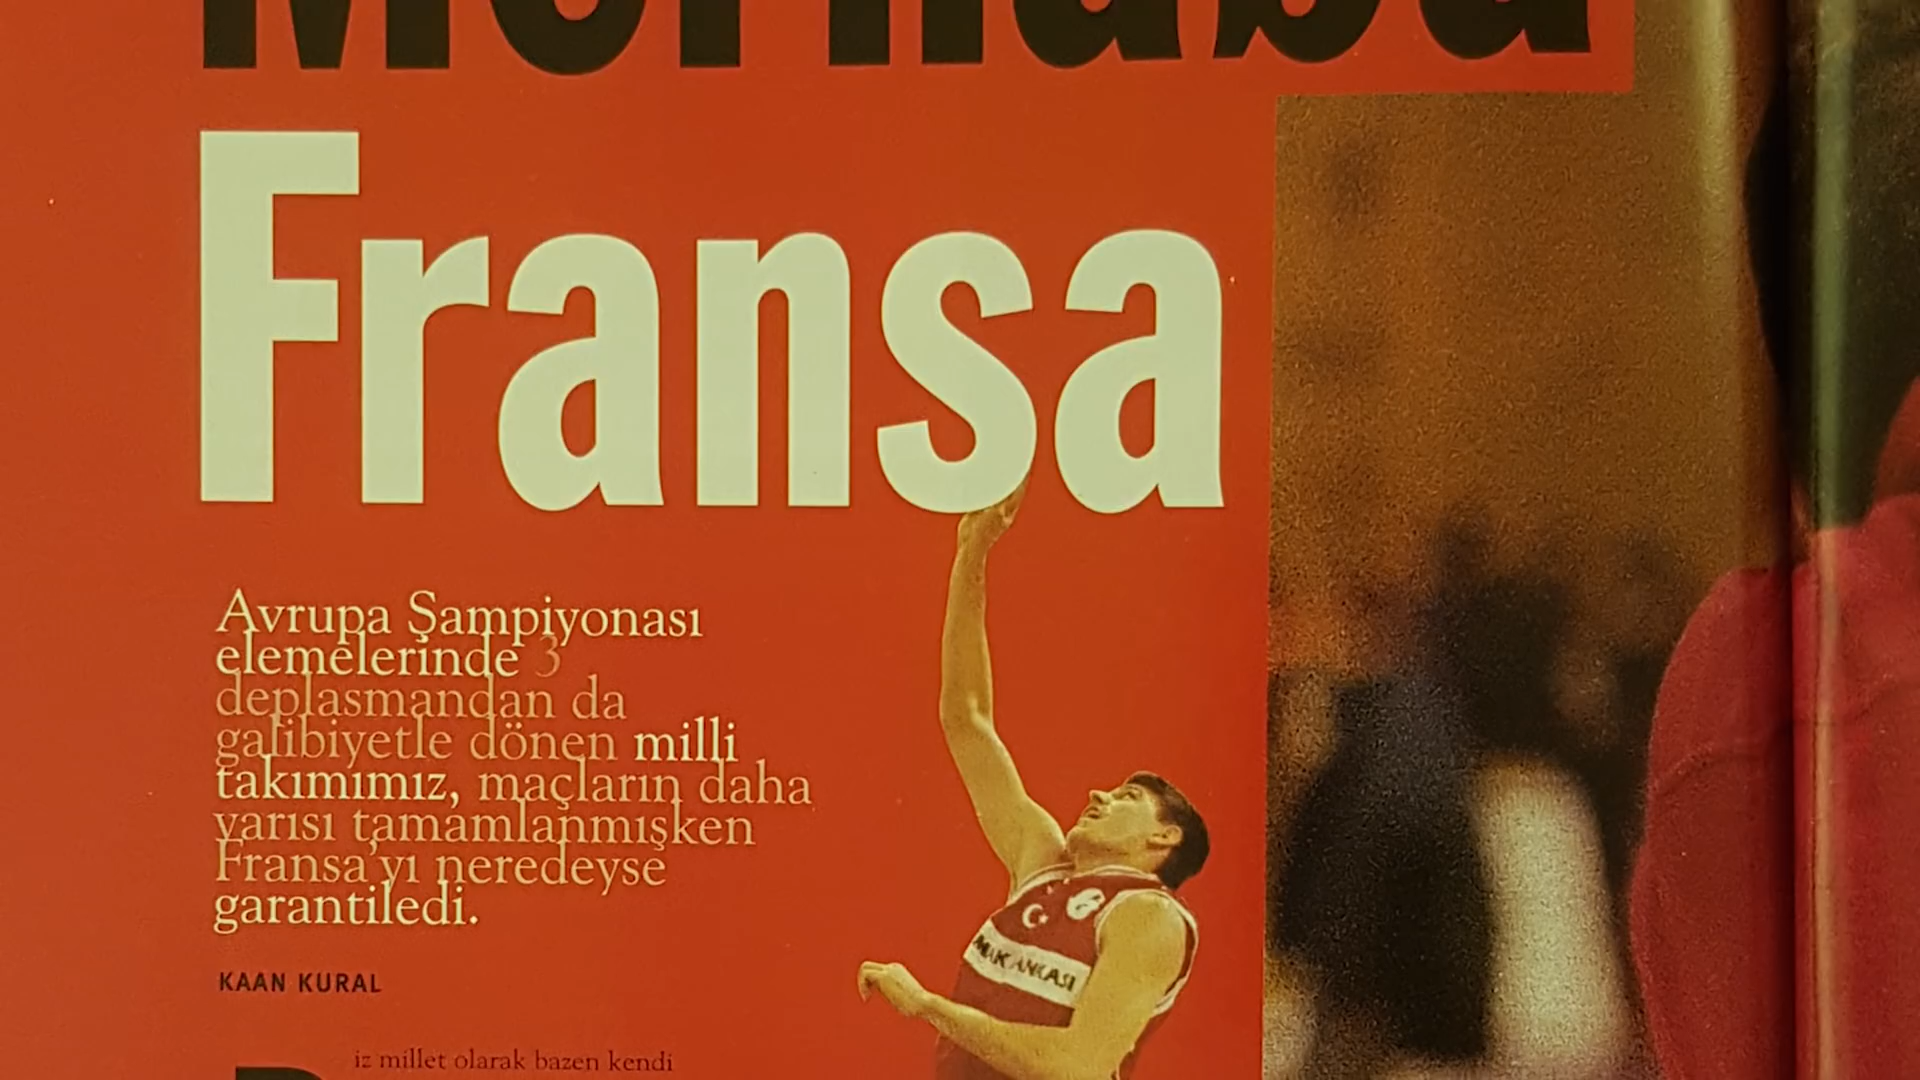 Merhaba
Fransa
Avrupa Şampiyonası
elemelerinde 3
deplasmandan da
galibiyetle dönen milli
takımımız, maçların daha
yarısı tamamlanmışken
Fransa'yı neredeyse
garantiledi.
KAAN KURAL
iz millet olarak bazen kendi